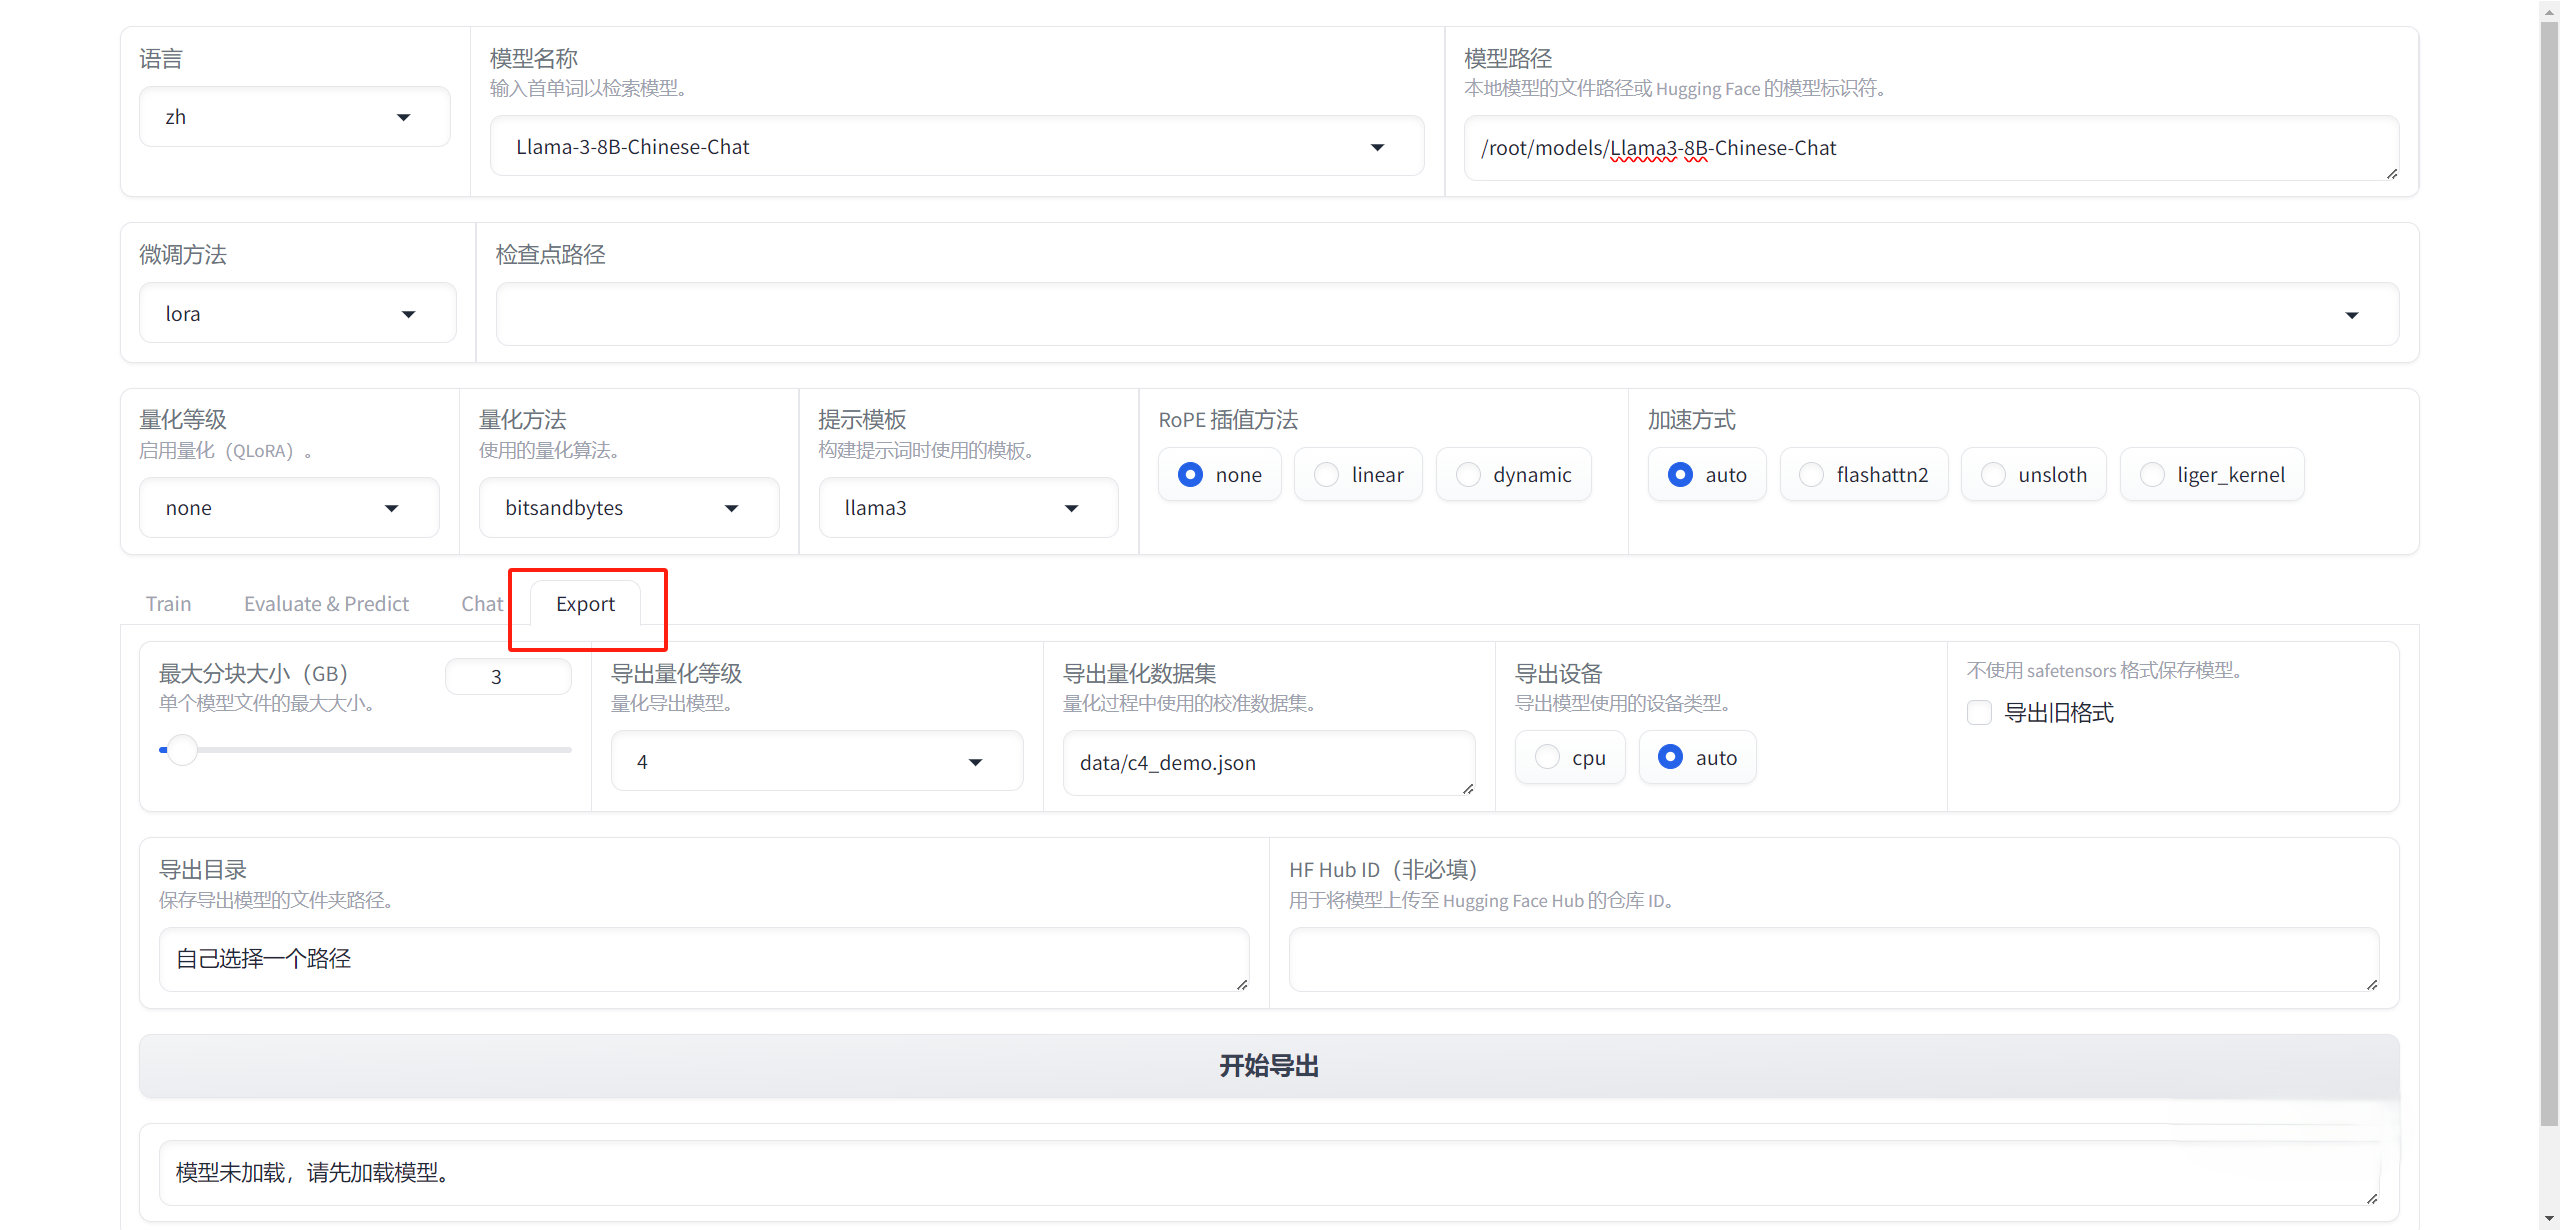 语言
zh
模型名称
输入首单词以检索模型。
Llama-3-8B-Chinese-Chat
模型路径
本地模型的文件路径或 Hugging Face 的模型标识符。
/root/models/Llama3-8B-Chinese-Chat
微调方法
lora
检查点路径
量化等级
启用量化（QLoRA）。
none
量化方法
使用的量化算法。
bitsandbytes
提示模板
构建提示词时使用的模板。
llama3
RoPE 插值方法
none linear dynamic
加速方式
auto flashattn2 unsloth liger_kernel
Train Evaluate & Predict Chat Export
最大分块大小（GB）
3
单个模型文件的最大大小。
导出量化等级
量化导出模型。
4
导出量化数据集
量化过程中使用的校准数据集。
data/c4_demo.json
导出设备
导出模型使用的设备类型。
cpu auto
不使用 safetensors 格式保存模型。
导出旧格式
导出目录
保存导出模型的文件夹路径。
自己选择一个路径
HF Hub ID（非必填）
用于将模型上传至 Hugging Face Hub 的仓库 ID。
开始导出
模型未加载，请先加载模型。